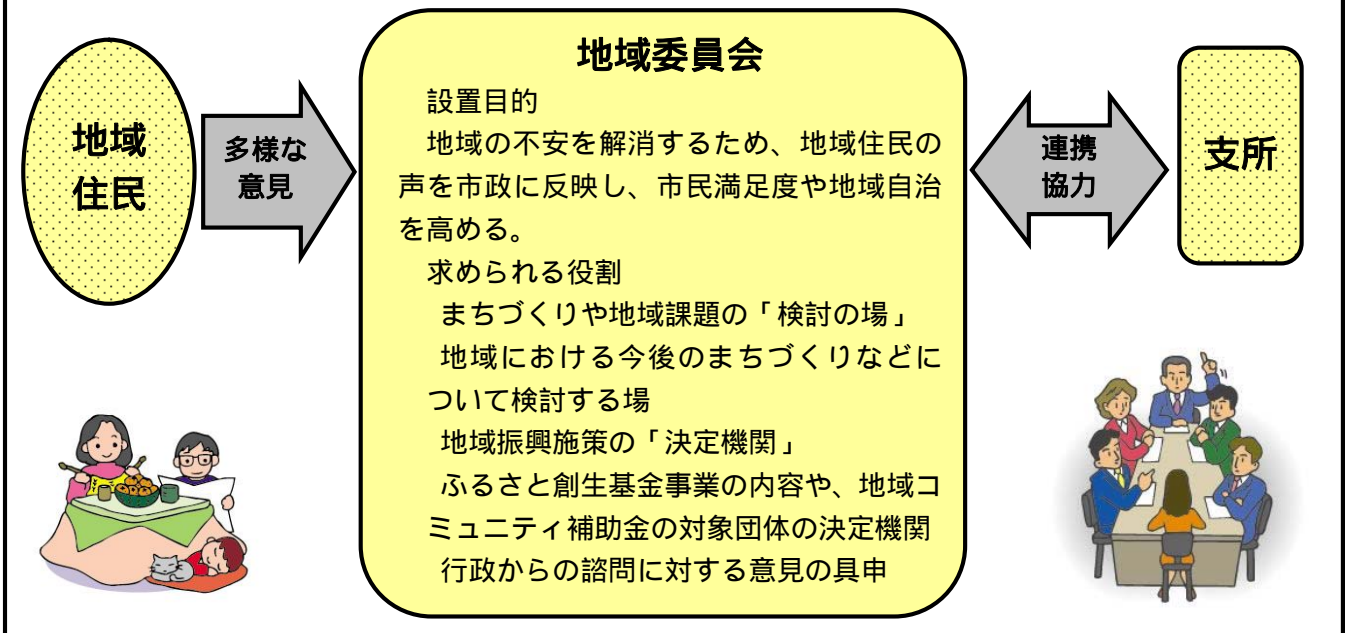 地域
住民
多様な
意見
地域委員会
設置目的
地域の不安を解消するため、地域住民の
声を市政に反映し、市民満足度や地域自治
を高める。
求められる役割
まちづくりや地域課題の「検討の場」
地域における今後のまちづくりなどに
ついて検討する場
地域振興施策の「決定機関」
ふるさと創生基金事業の内容や、地域コ
ミュニティ補助金の対象団体の決定機関
行政からの諮問に対する意見の具申
連携
協力
支所